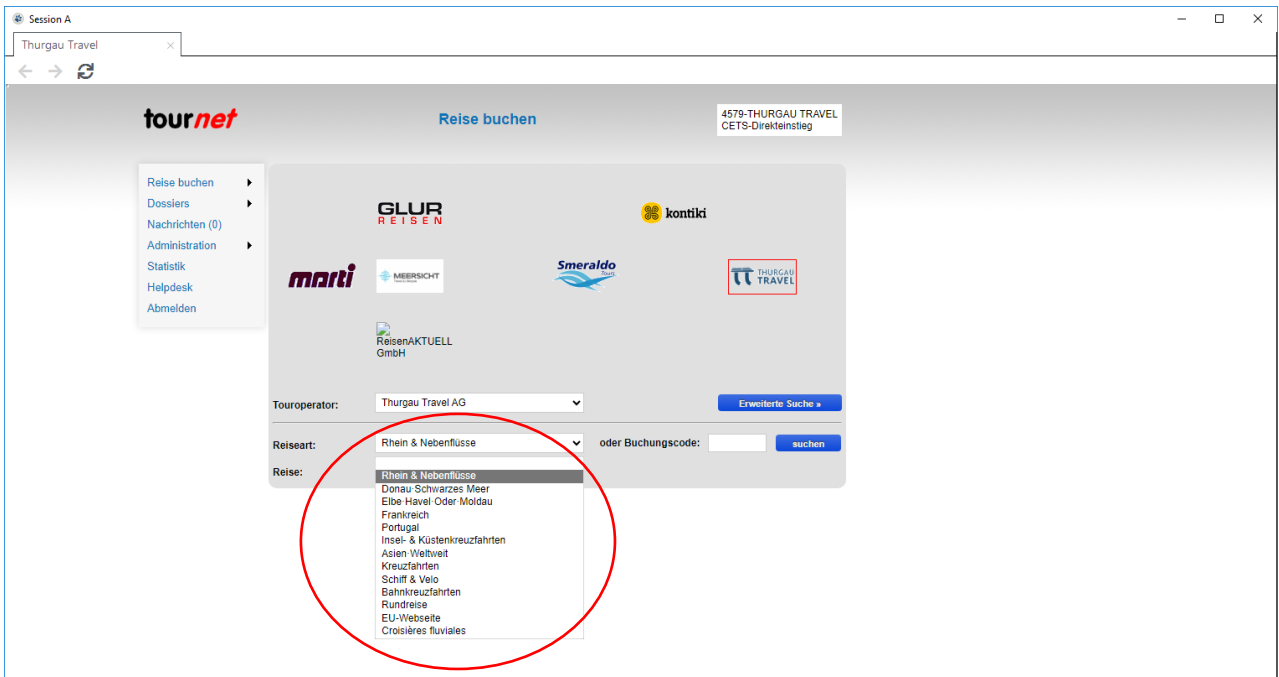 Session A
Thurgau Travel
tournet
Reise buchen
4579-THURGAU TRAVEL
CETS-Direkteinstieg
Reise buchen
Dossiers
Nachrichten (0)
Administration
Statistik
Helpdesk
Abmelden
GLUR
REISEN
kontiki
marti
MEERSICHT
Smeraldo
Tours
THURGAU
TRAVEL
ReisenAKTUELL
GmbH
Touroperator:
Thurgau Travel AG
Erweiterte Suche »
Reiseart:
Rhein & Nebenflüsse
oder Buchungscode:
suchen
Reise:
Rhein & Nebenflüsse
Donau·Schwarzes Meer
Elbe·Havel·Oder·Moldau
Frankreich
Portugal
Insel- & Küstenkreuzfahrten
Asien·Weltweit
Kreuzfahrten
Schiff & Velo
Bahnkreuzfahrten
Rundreise
EU-Webseite
Croisières fluviales